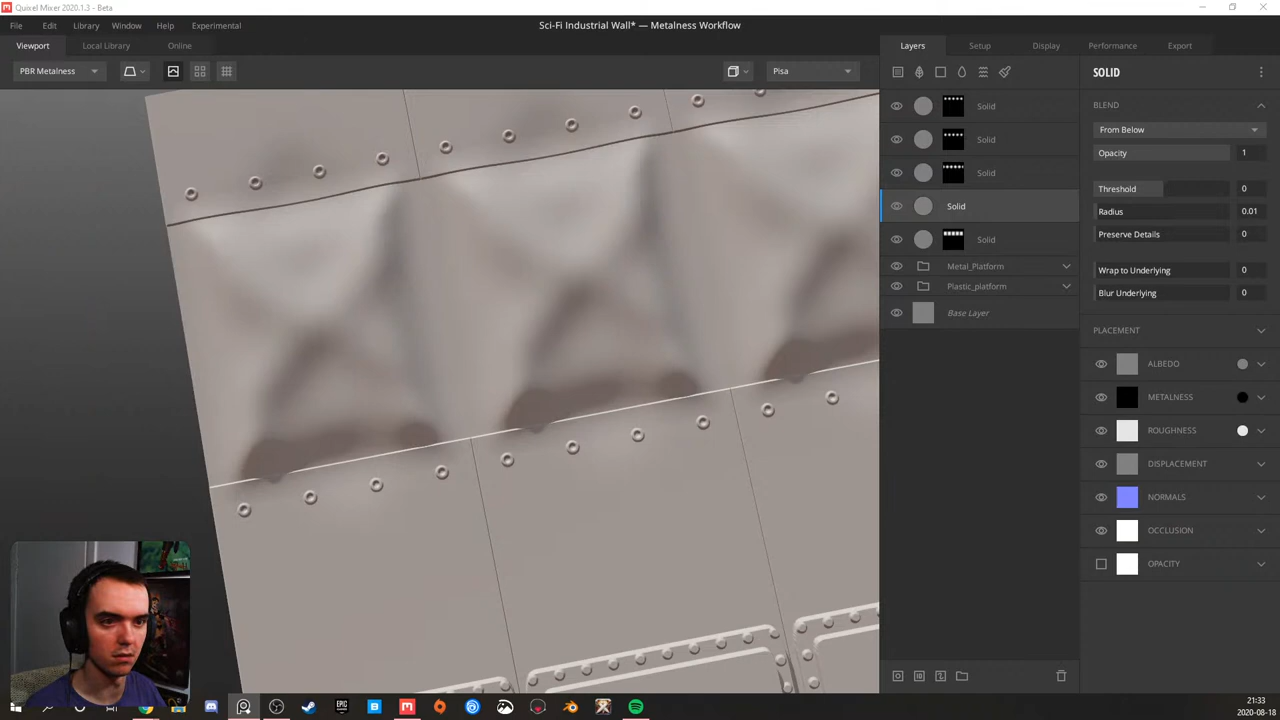 Quixel Mixer 2020.1.3 - Beta
File Edit Library Window Help Experimental
Sci-Fi Industrial Wall* — Metalness Workflow
Viewport Local Library Online
Layers Setup Display Performance Export
PBR Metalness
Pisa
SOLID
BLEND
From Below
Opacity 1
Threshold 0
Radius 0.01
Preserve Details 0
Wrap to Underlying 0
Blur Underlying 0
PLACEMENT
ALBEDO
METALNESS
ROUGHNESS
DISPLACEMENT
NORMALS
OCCLUSION
OPACITY
Solid
Solid
Solid
Solid
Solid
Metal_Platform
Plastic_platform
Base Layer
EPIC
21:33
2020-08-18